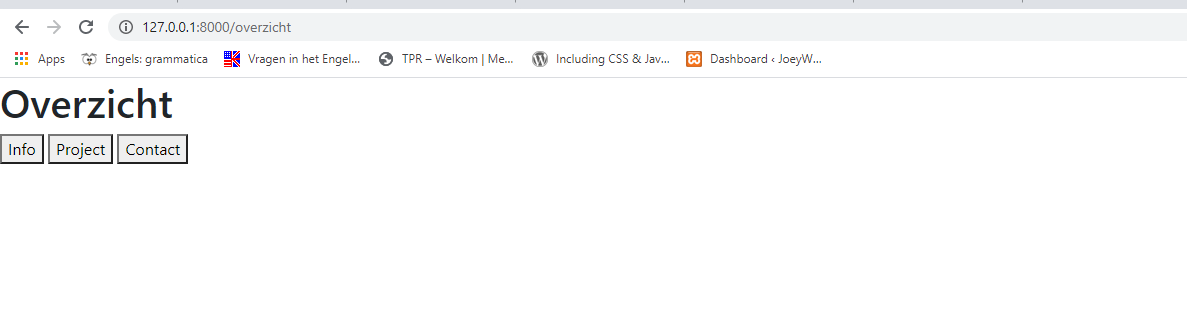 127.0.0.1:8000/overzicht
Apps Engels: grammatica Vragen in het Engel... TPR – Welkom | Me... Including CSS & Jav... Dashboard ‹ JoeyW...
Overzicht
Info Project Contact